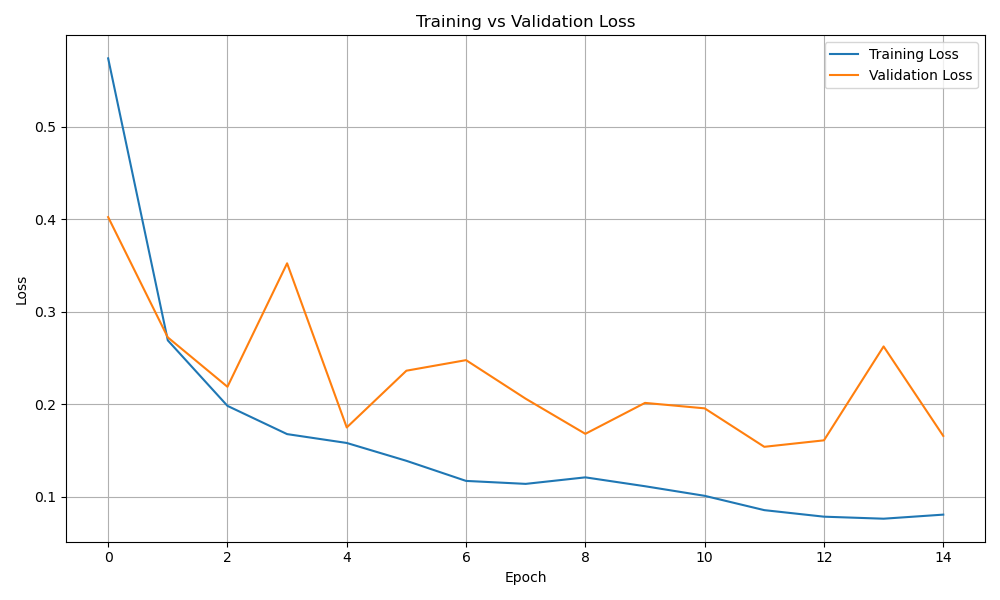 Training vs Validation Loss
Training Loss
Validation Loss
0.5
0.4
0.3
0.2
0.1
Loss
0 2 4 6 8 10 12 14
Epoch